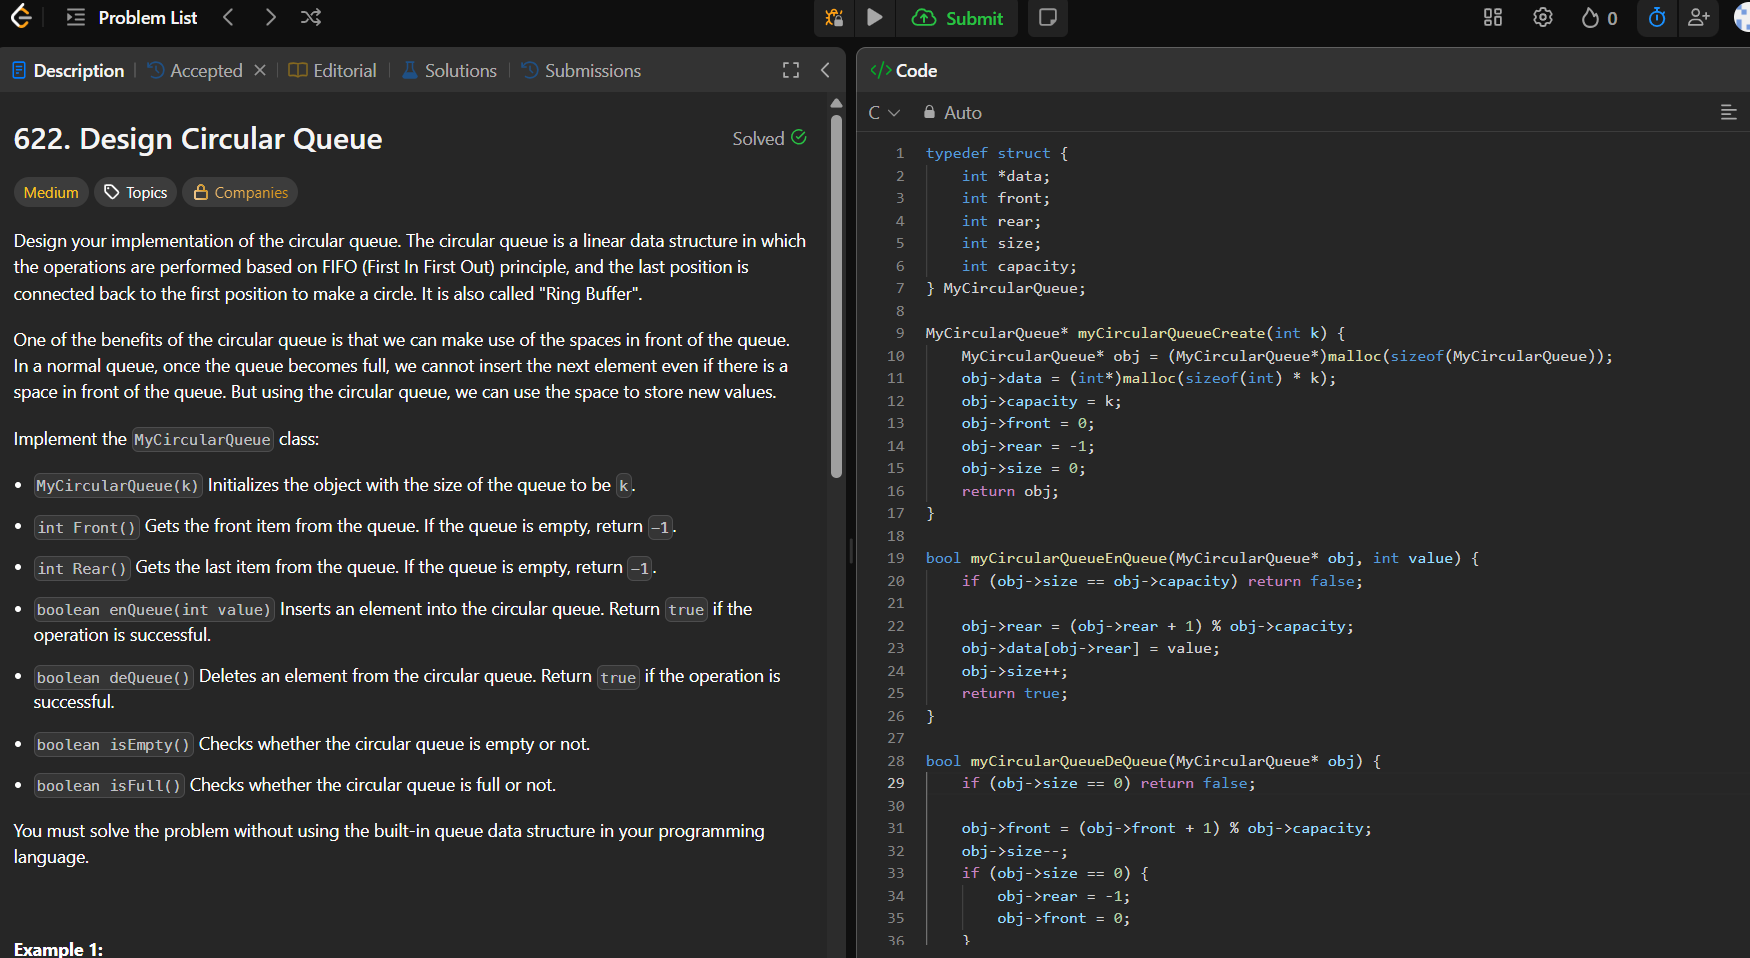 Problem List
Submit
0
Description
Accepted
Editorial
Solutions
Submissions
622. Design Circular Queue
Solved
Medium
Topics
Companies
Design your implementation of the circular queue. The circular queue is a linear data structure in which
the operations are performed based on FIFO (First In First Out) principle, and the last position is
connected back to the first position to make a circle. It is also called "Ring Buffer".
One of the benefits of the circular queue is that we can make use of the spaces in front of the queue.
In a normal queue, once the queue becomes full, we cannot insert the next element even if there is a
space in front of the queue. But using the circular queue, we can use the space to store new values.
Implement the MyCircularQueue class:
• MyCircularQueue(k) Initializes the object with the size of the queue to be k.
• int Front() Gets the front item from the queue. If the queue is empty, return -1.
• int Rear() Gets the last item from the queue. If the queue is empty, return -1.
• boolean enQueue(int value) Inserts an element into the circular queue. Return true if the
operation is successful.
• boolean deQueue() Deletes an element from the circular queue. Return true if the operation is
successful.
• boolean isEmpty() Checks whether the circular queue is empty or not.
• boolean isFull() Checks whether the circular queue is full or not.
You must solve the problem without using the built-in queue data structure in your programming
language.
Example 1:
</> Code
C
Auto
1 typedef struct {
2     int *data;
3     int front;
4     int rear;
5     int size;
6     int capacity;
7 } MyCircularQueue;
8
9 MyCircularQueue* myCircularQueueCreate(int k) {
10     MyCircularQueue* obj = (MyCircularQueue*)malloc(sizeof(MyCircularQueue));
11     obj->data = (int*)malloc(sizeof(int) * k);
12     obj->capacity = k;
13     obj->front = 0;
14     obj->rear = -1;
15     obj->size = 0;
16     return obj;
17 }
18
19 bool myCircularQueueEnQueue(MyCircularQueue* obj, int value) {
20     if (obj->size == obj->capacity) return false;
21
22     obj->rear = (obj->rear + 1) % obj->capacity;
23     obj->data[obj->rear] = value;
24     obj->size++;
25     return true;
26 }
27
28 bool myCircularQueueDeQueue(MyCircularQueue* obj) {
29     if (obj->size == 0) return false;
30
31     obj->front = (obj->front + 1) % obj->capacity;
32     obj->size--;
33     if (obj->size == 0) {
34         obj->rear = -1;
35         obj->front = 0;
36     }